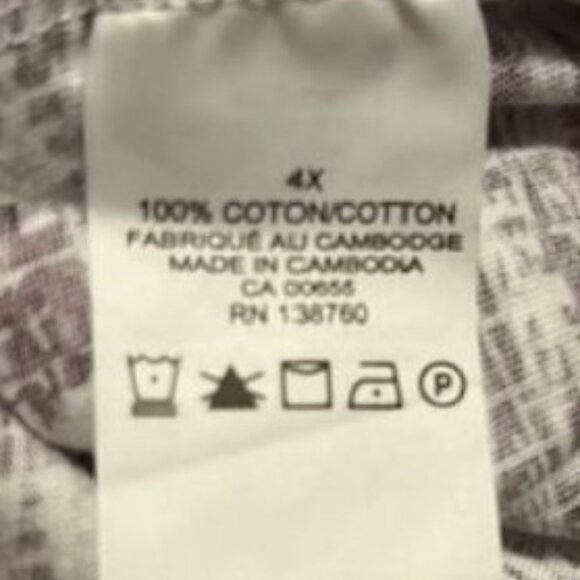 4X
100% COTON/COTTON
FABRIQUÉ AU CAMBODGE
MADE IN CAMBODIA
CA 00655
RN 138760
P